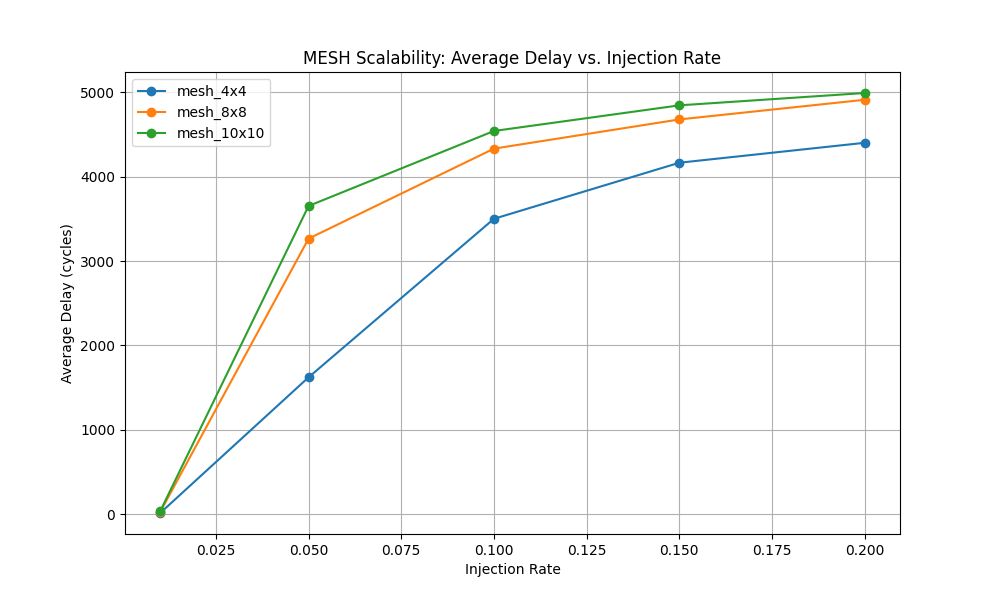 MESH Scalability: Average Delay vs. Injection Rate
mesh_4x4
mesh_8x8
mesh_10x10
Average Delay (cycles)
5000
4000
3000
2000
1000
0
0.025 0.050 0.075 0.100 0.125 0.150 0.175 0.200
Injection Rate